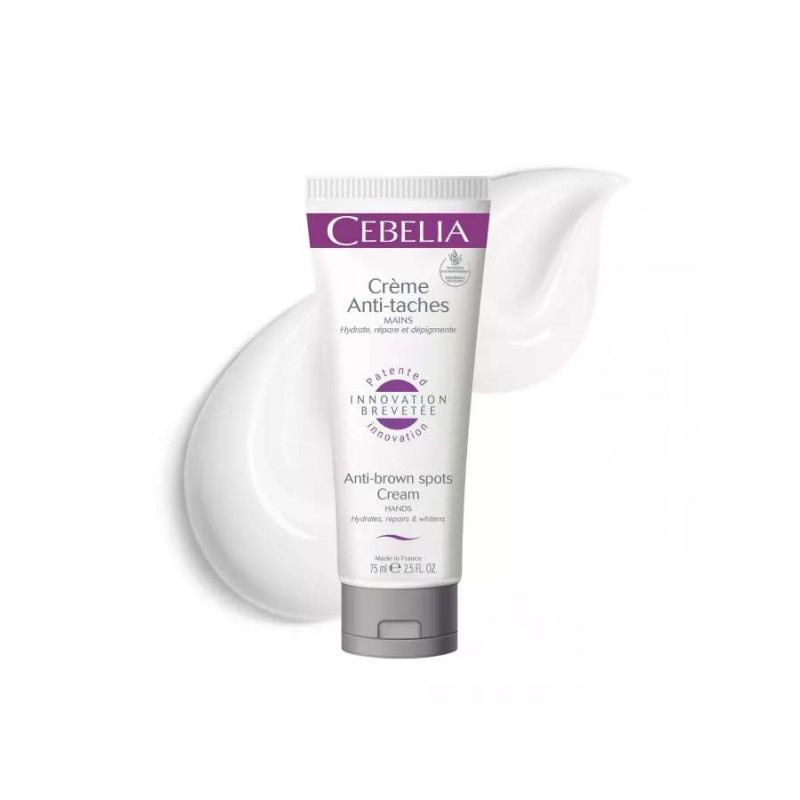 CEBELIA
Crème
Anti-taches
MAINS
Hydrate, répare et dépigmente
Patented
INNOVATION
BREVETÉE
innovation
Anti-brown spots
Cream
HANDS
Hydrates, repairs & whitens
Made in France
75 ml e 2,5 FL. OZ.